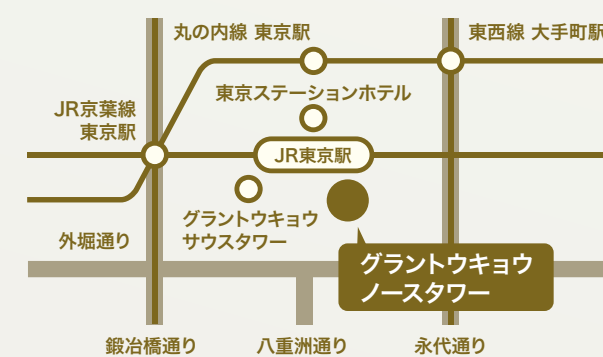 丸の内線 東京駅
東西線 大手町駅
東京ステーションホテル
JR京葉線
東京駅
JR東京駅
グラントウキョウ
サウスタワー
外堀通り
グラントウキョウ
ノースタワー
鍛冶橋通り
八重洲通り
永代通り